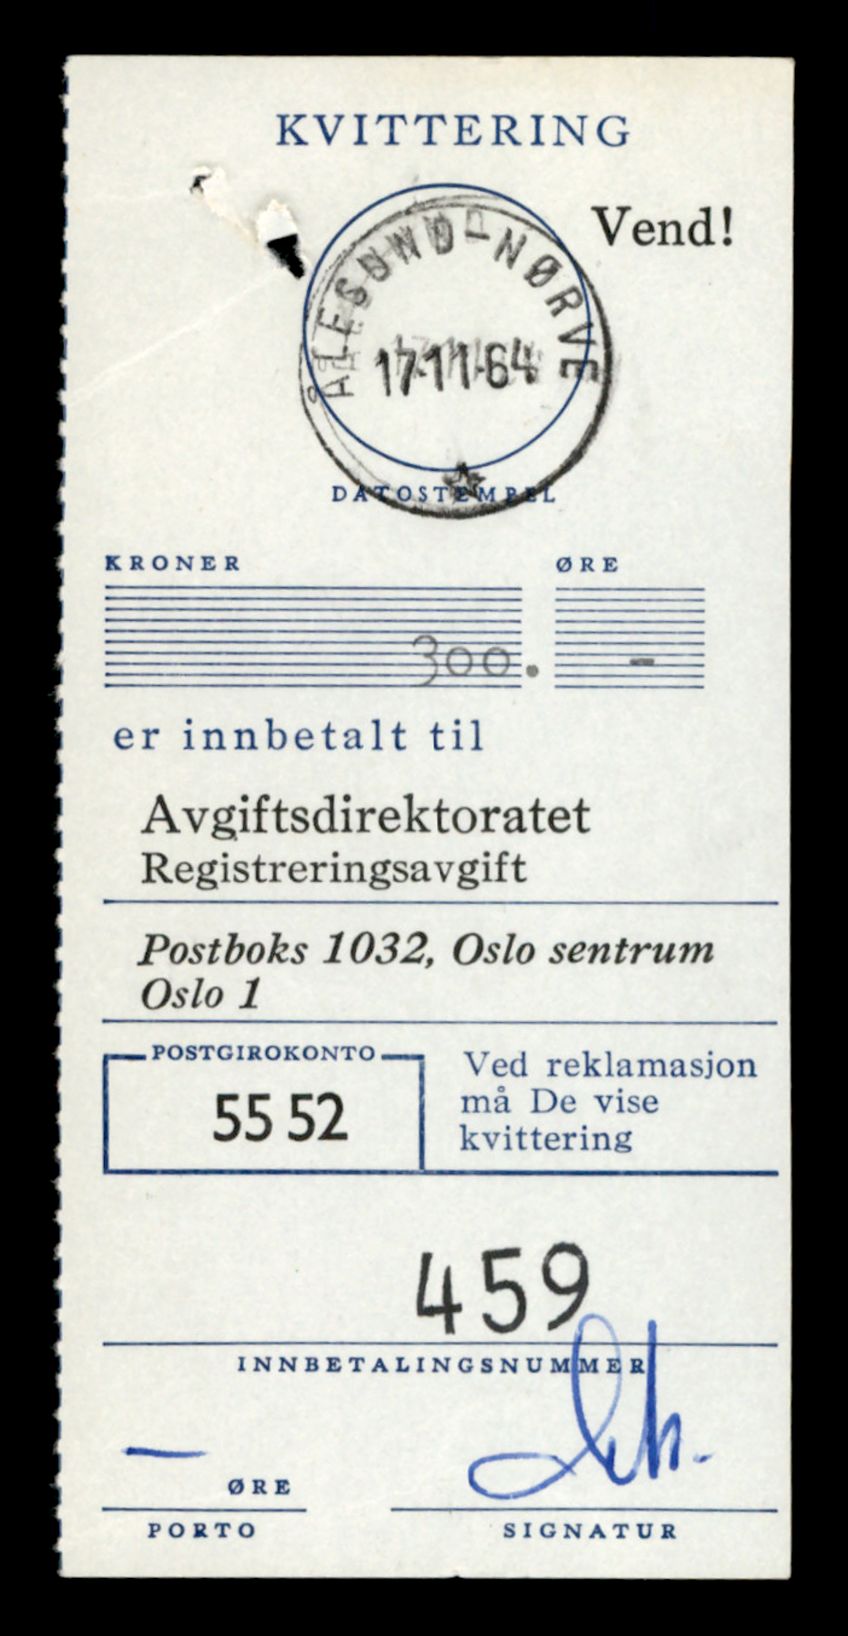 KVITTERING
Vend!
ÅLESUND-NØRVE
17.11.64
DATOSTEMPEL
KRONER ØRE
300. -
er innbetalt til
Avgiftsdirektoratet
Registreringsavgift
Postboks 1032, Oslo sentrum
Oslo 1
POSTGIROKONTO
55 52
Ved reklamasjon
må De vise
kvittering
459
INNBETALINGSNUMMER
—
ØRE
PORTO
SIGNATUR